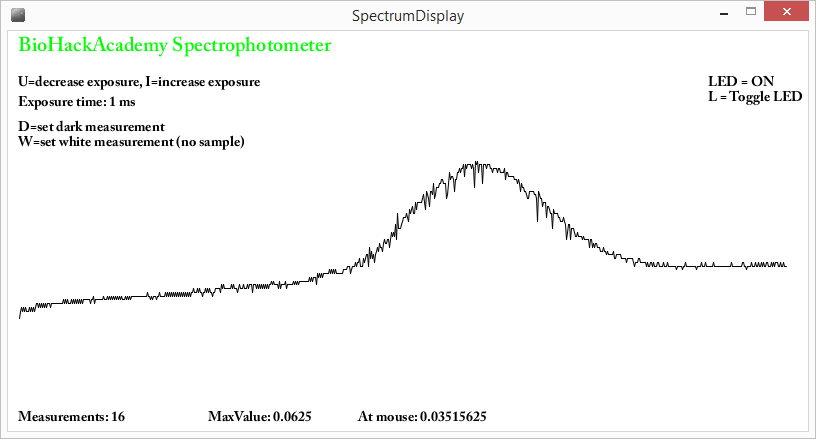 SpectrumDisplay
BioHackAcademy Spectrophotometer
U=decrease exposure, I=increase exposure
LED = ON
Exposure time: 1 ms
L = Toggle LED
D=set dark measurement
W=set white measurement (no sample)
Measurements: 16
MaxValue: 0.0625
At mouse: 0.03515625